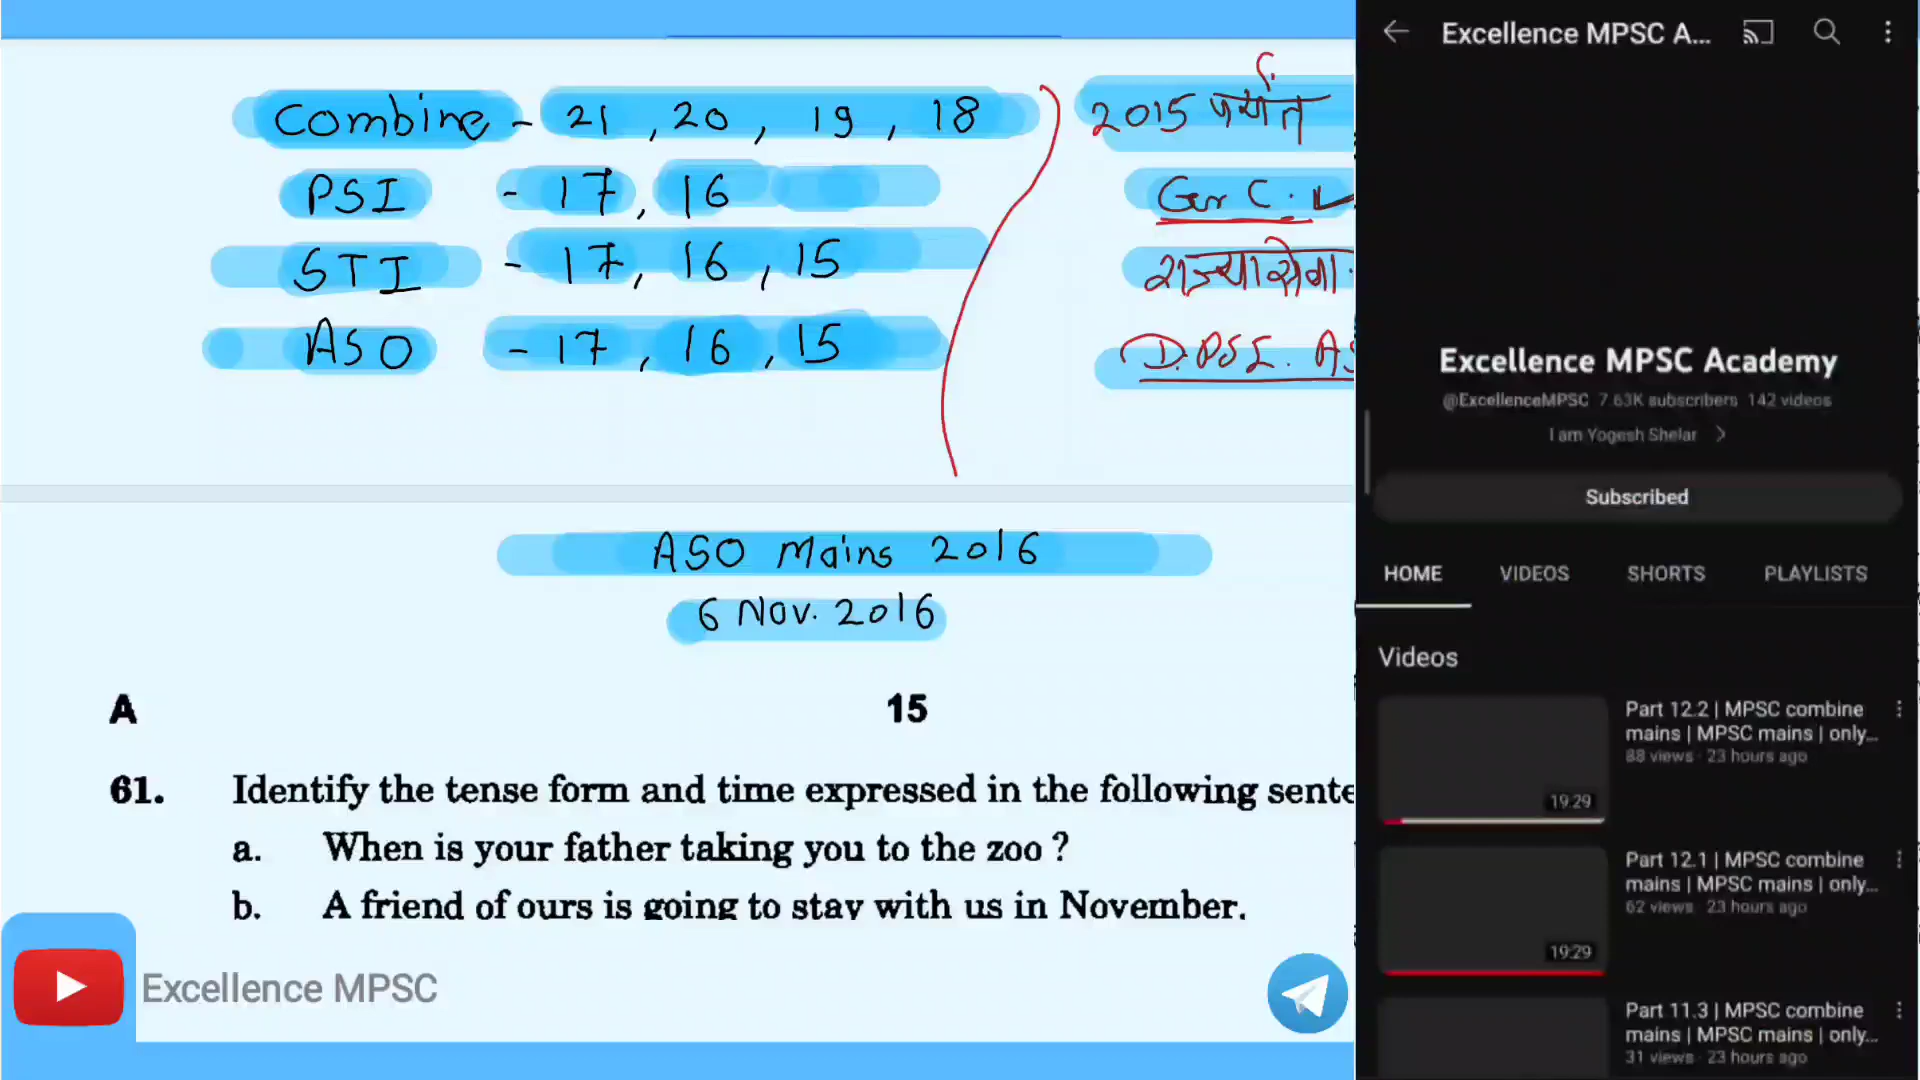 Combine - 21, 20, 19, 18
PSI - 17, 16
STI - 17, 16, 15
ASO - 17, 16, 15
2015 पर्यंत
Gr C.
राज्यसेवा
D.PSI. AS
ASO Mains 2016
6 Nov. 2016
A 15
61. Identify the tense form and time expressed in the following sente
a. When is your father taking you to the zoo ?
b. A friend of ours is going to stay with us in November.
Excellence MPSC
Excellence MPSC A...
Excellence MPSC Academy
@ExcellenceMPSC 7.63K subscribers 142 videos
I am Yogesh Shelar
Subscribed
HOME VIDEOS SHORTS PLAYLISTS
Videos
Part 12.2 | MPSC combine
mains | MPSC mains | only...
88 views · 23 hours ago
19:29
Part 12.1 | MPSC combine
mains | MPSC mains | only...
62 views · 23 hours ago
19:29
Part 11.3 | MPSC combine
mains | MPSC mains | only...
31 views · 23 hours ago